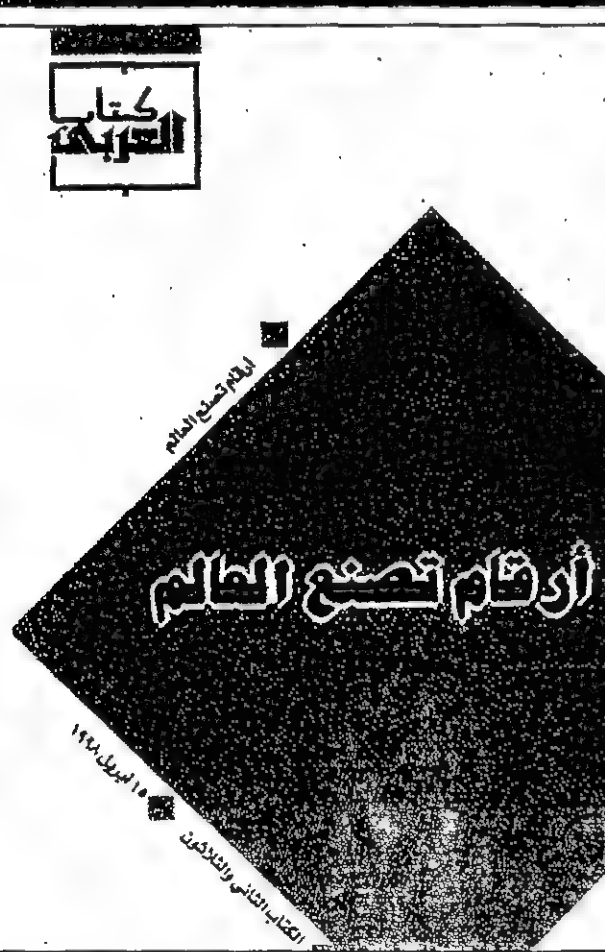 كتاب
العربي
أرقام تصنع العالم
أرقام تصنع العالم
١٥ ابريل ١٩٩٨
الكتاب الثاني والثلاثون